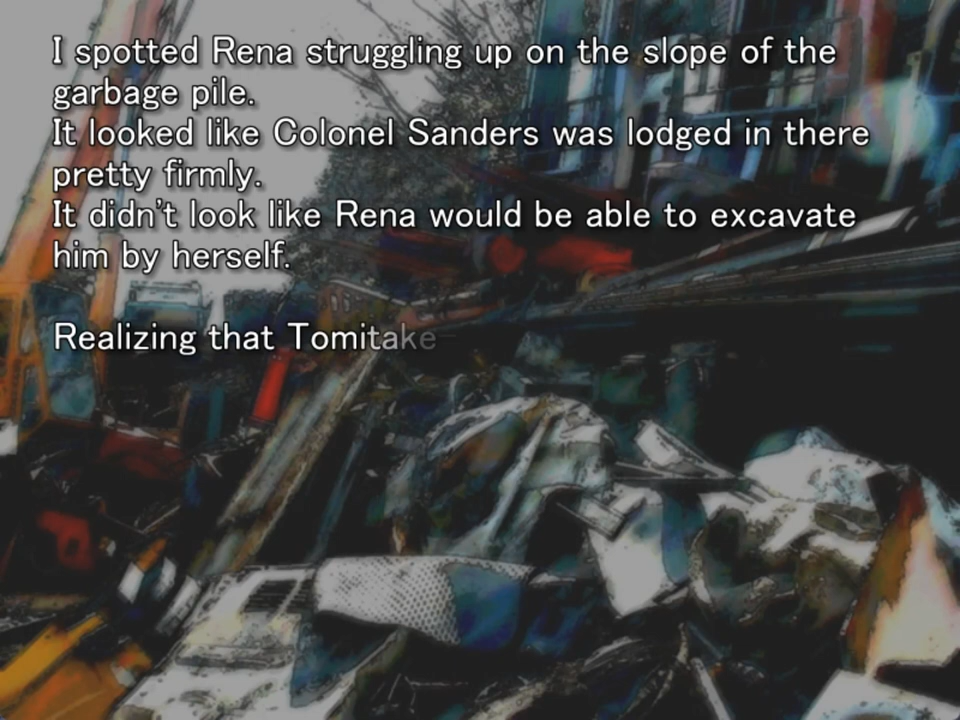 I spotted Rena struggling up on the slope of the
garbage pile.
It looked like Colonel Sanders was lodged in there
pretty firmly.
It didn't look like Rena would be able to excavate
him by herself.
Realizing that Tomitake